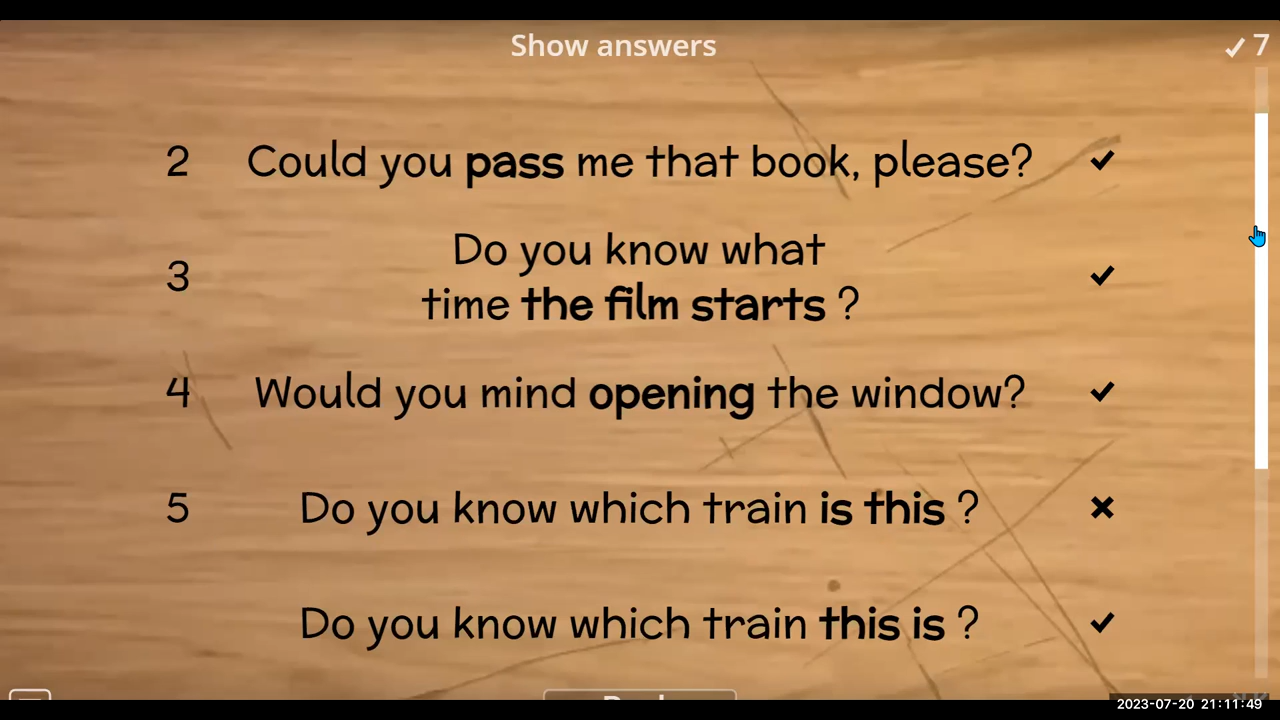 Show answers
✓ 7
2 Could you pass me that book, please? ✓
Do you know what
3 time the film starts ? ✓
4 Would you mind opening the window? ✓
5 Do you know which train is this ? ✗
Do you know which train this is ? ✓
2023-07-20 21:11:49